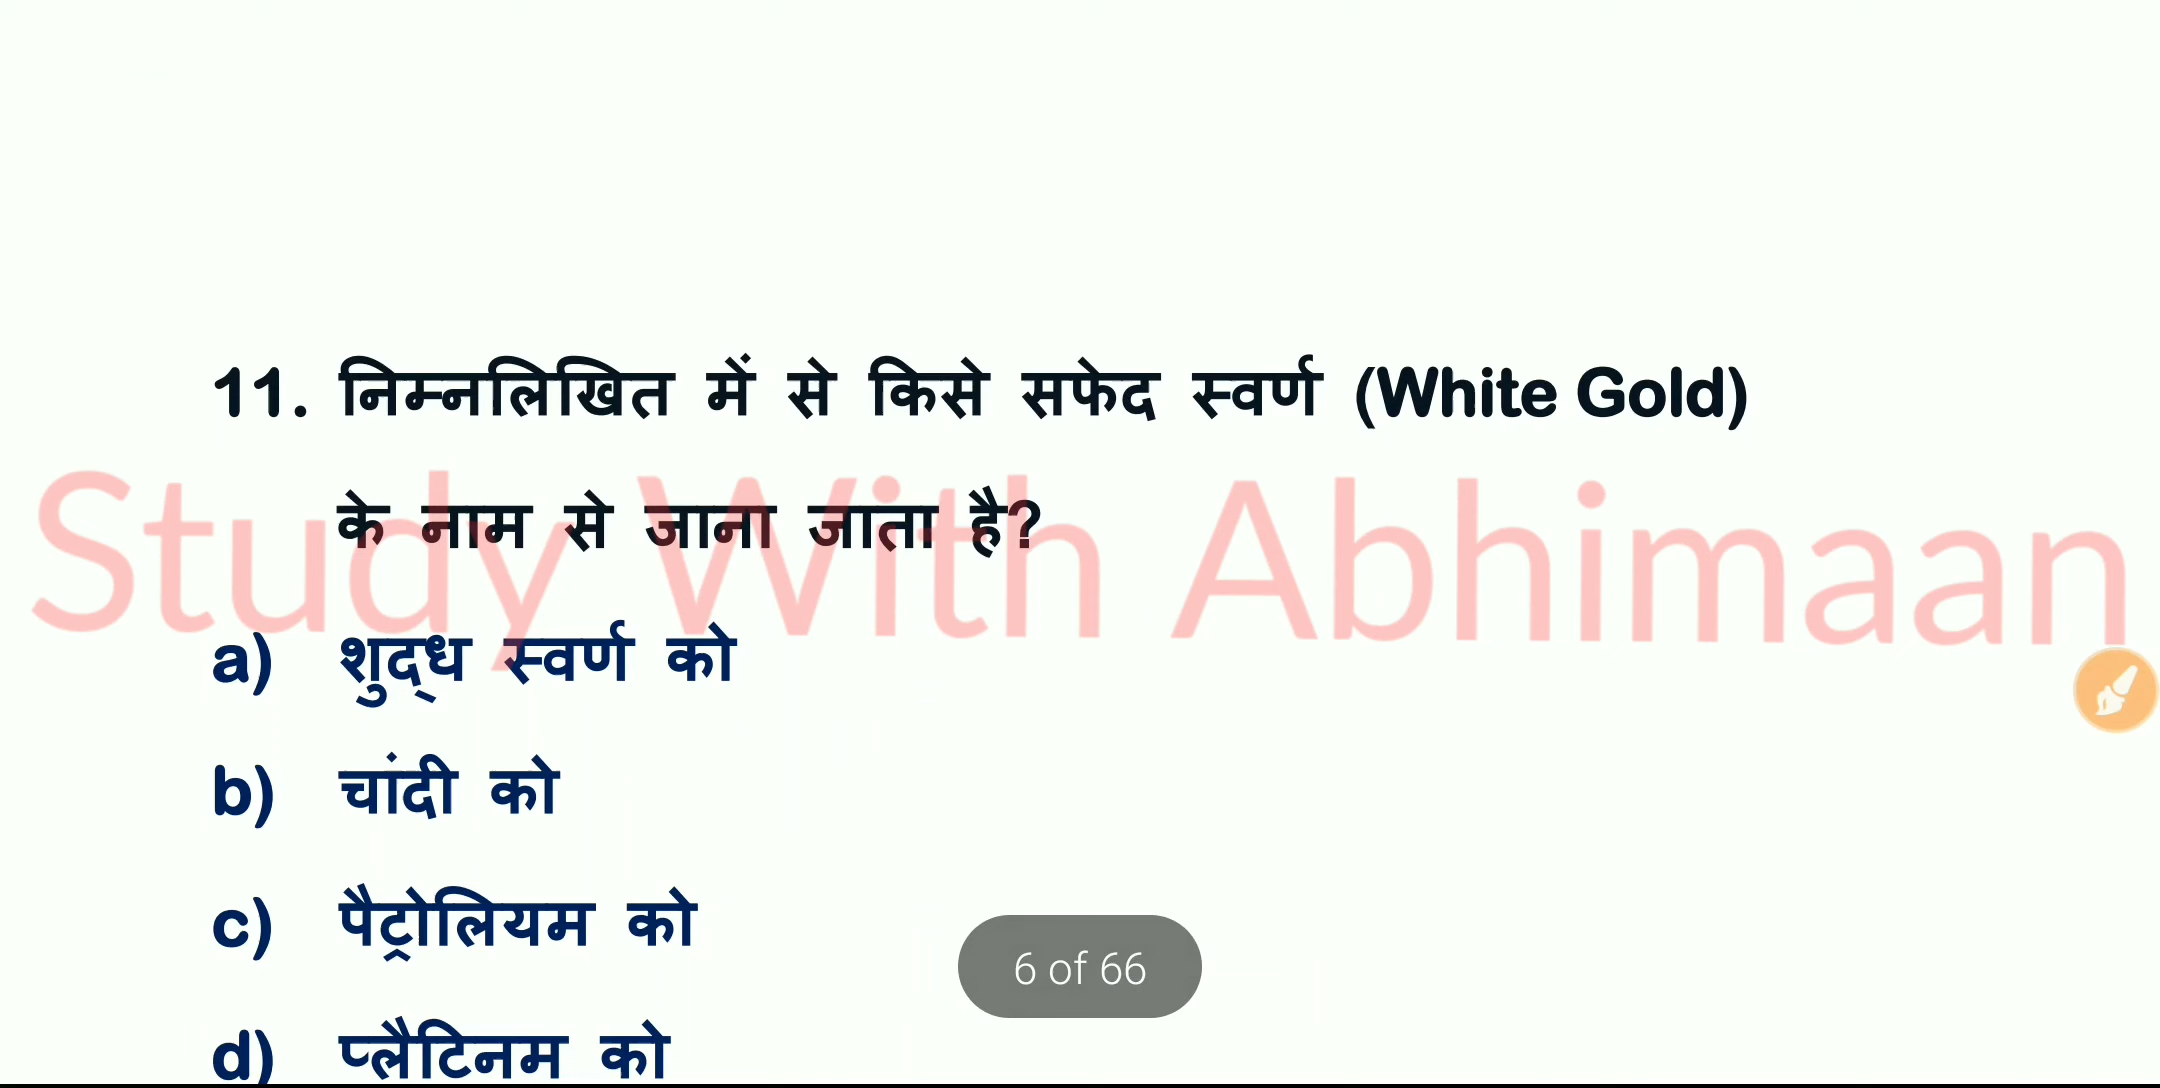 11. निम्नलिखित में से किसे सफेद स्वर्ण (White Gold)
के नाम से जाना जाता है?
Study With Abhimaan
a) शुद्ध स्वर्ण को
b) चांदी को
c) पैट्रोलियम को
6 of 66
d) प्लैटिनम को